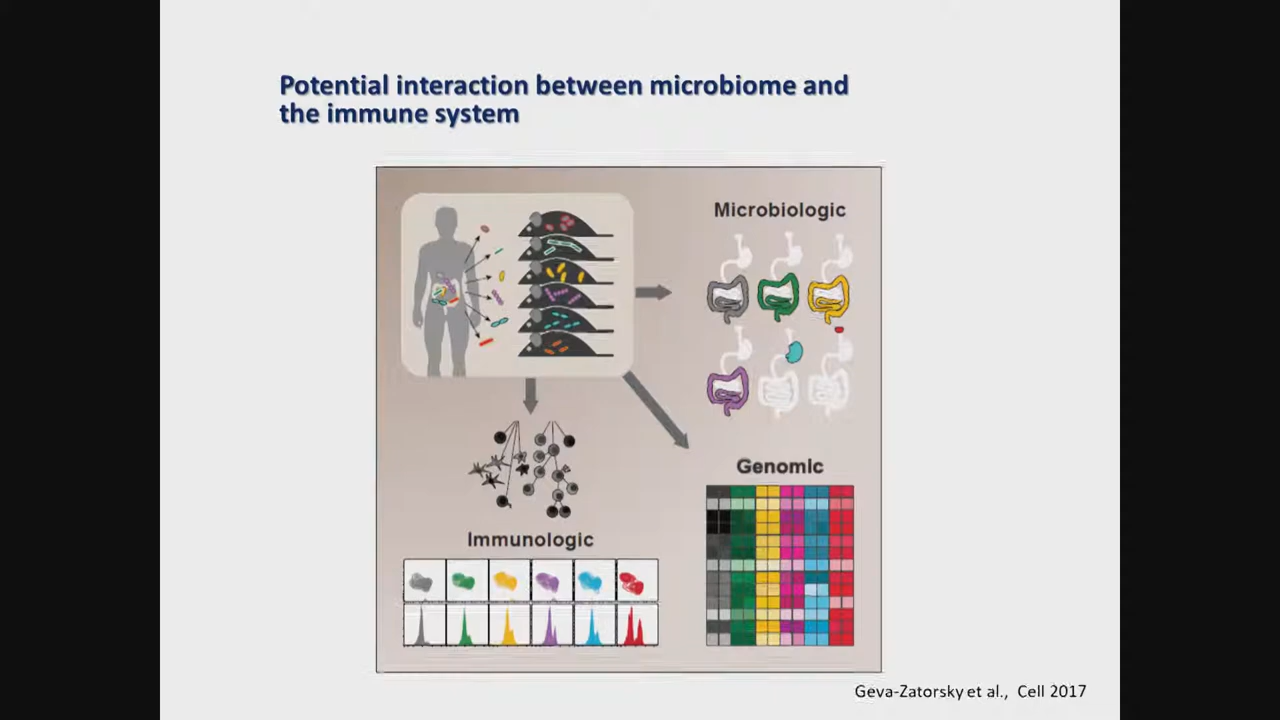 Potential interaction between microbiome and
the immune system
Microbiologic
Genomic
Immunologic
Geva-Zatorsky et al., Cell 2017